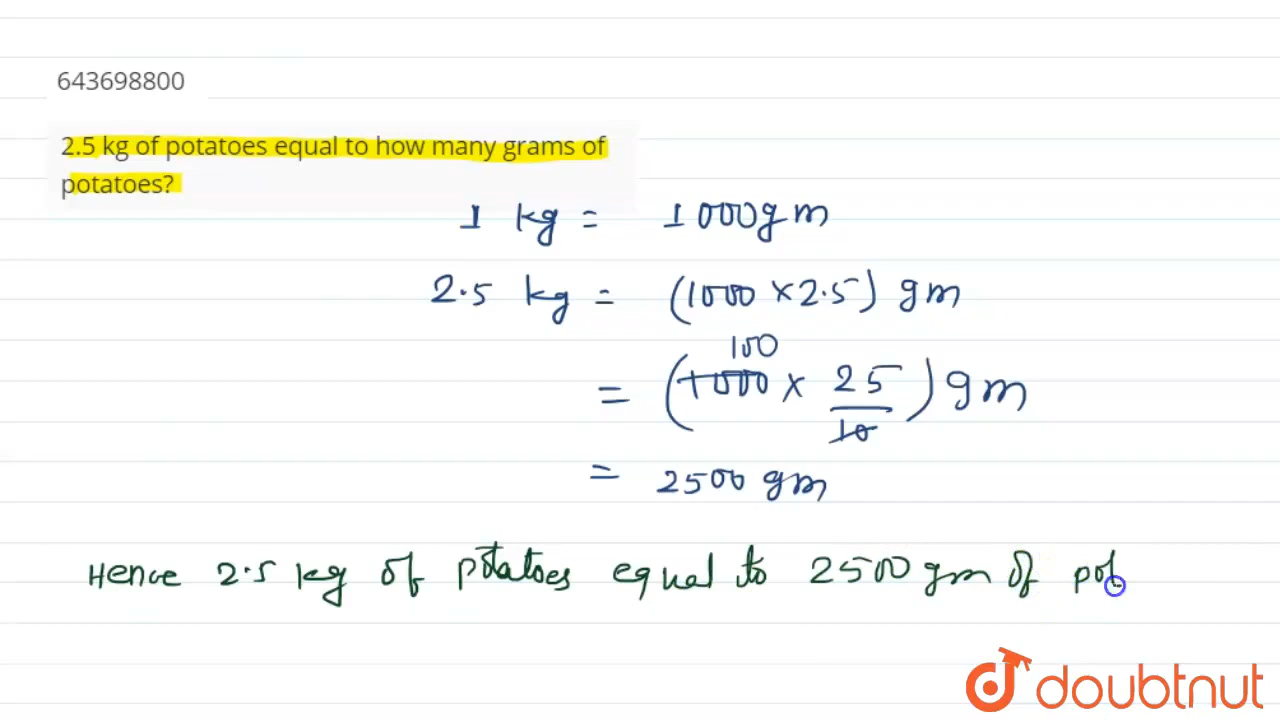 643698800
2.5 kg of potatoes equal to how many grams of
potatoes?
1 kg = 1000gm
2.5 kg = (1000 × 2.5) gm
100
= (1000 × 25/10) gm
= 2500 gm
Hence 2.5 kg of potatoes equal to 2500 gm of pot
doubtnut